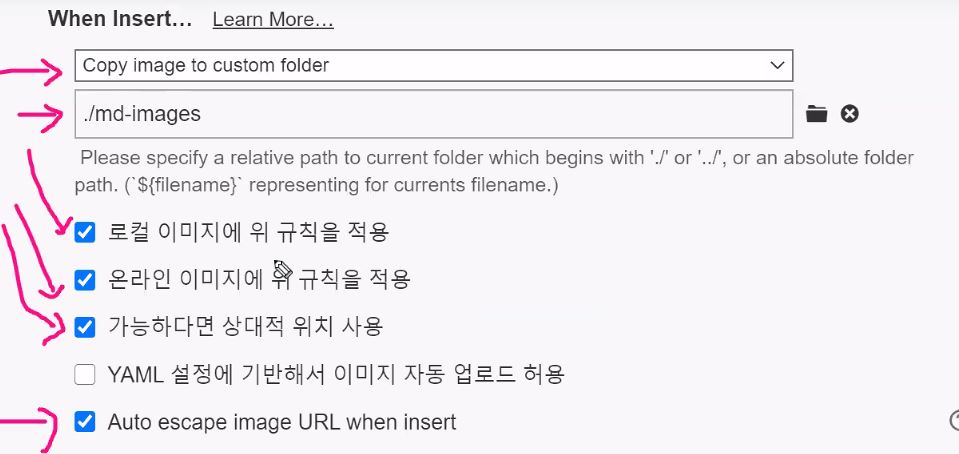 When Insert... Learn More...
Copy image to custom folder
./md-images
Please specify a relative path to current folder which begins with './' or '../', or an absolute folder
path. (`${filename}` representing for currents filename.)
로컬 이미지에 위 규칙을 적용
온라인 이미지에 위 규칙을 적용
가능하다면 상대적 위치 사용
YAML 설정에 기반해서 이미지 자동 업로드 허용
Auto escape image URL when insert